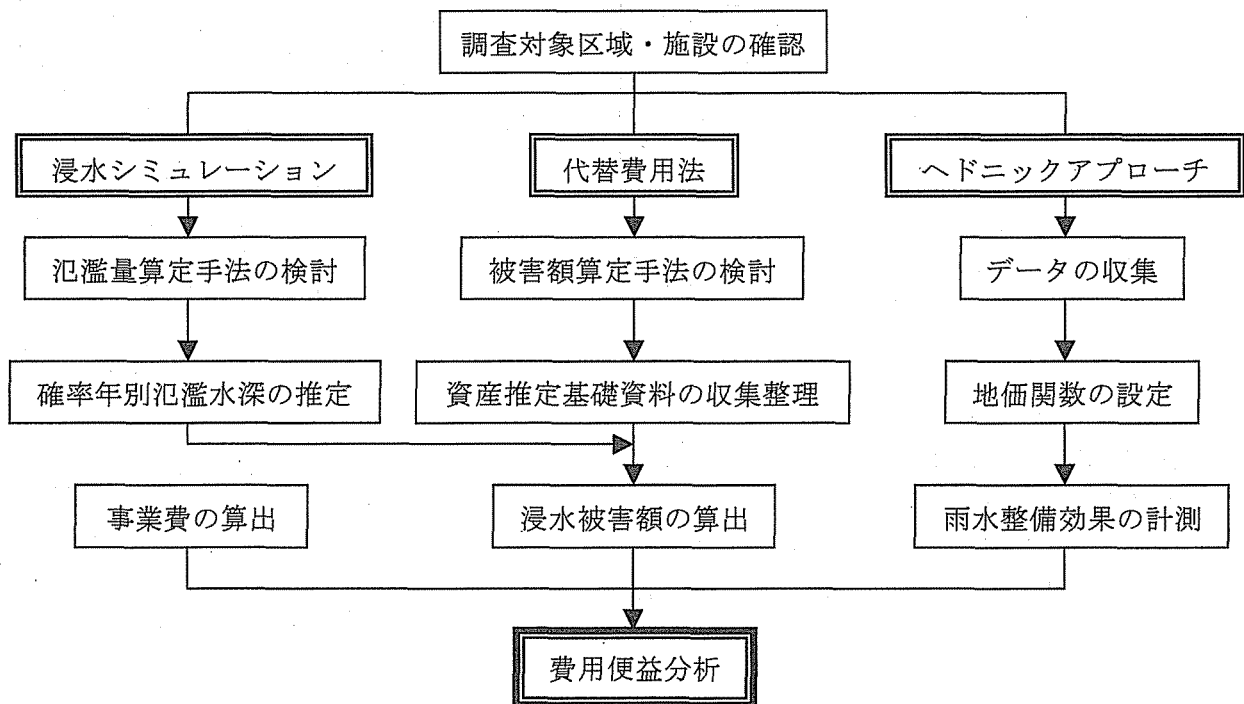 調査対象区域・施設の確認
浸水シミュレーション
代替費用法
ヘドニックアプローチ
氾濫量算定手法の検討
被害額算定手法の検討
データの収集
確率年別氾濫水深の推定
資産推定基礎資料の収集整理
地価関数の設定
事業費の算出
浸水被害額の算出
雨水整備効果の計測
費用便益分析